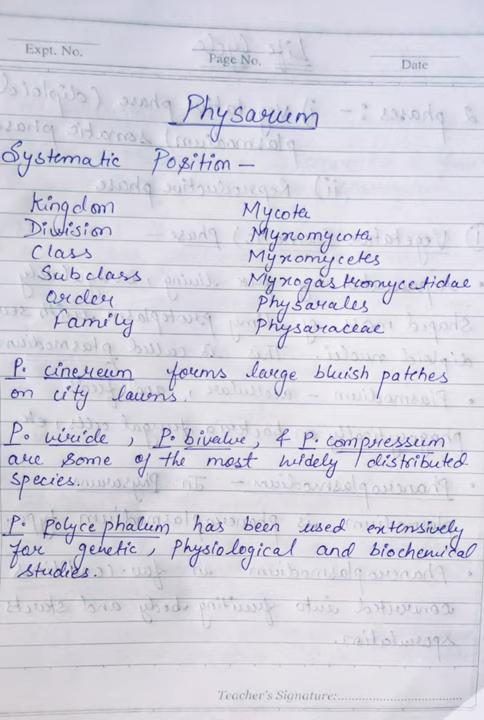 Expt. No.
Page No.
Date
Physarum
Systematic Position —
Kingdom Mycota
Division Myxomycota
Class Myxomycetes
Subclass Myxogastromycetidae
Order Physarales
Family Physaraceae
P. cinereum forms large bluish patches
on city lawns.
P. viride, P. bivalve, & P. compressum
are some of the most widely distributed
species.
P. polycephalum has been used extensively
for genetic, physiological and biochemical
studies.
Teacher's Signature: